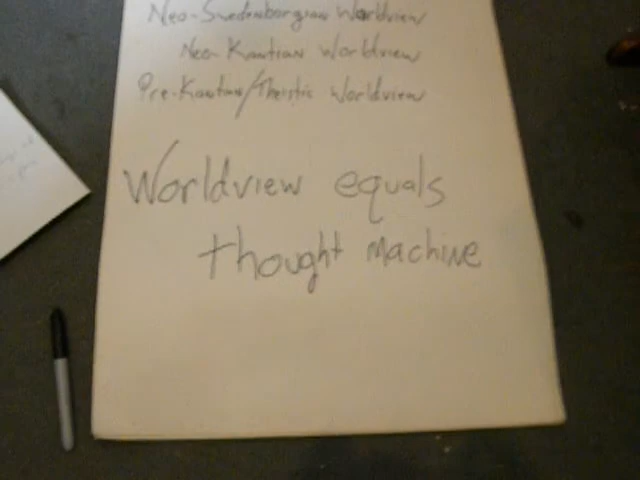 Neo-Swedenborgian Worldview
Neo-Kantian Worldview
Pre-Kantian/Theistic Worldview
Worldview equals
thought machine